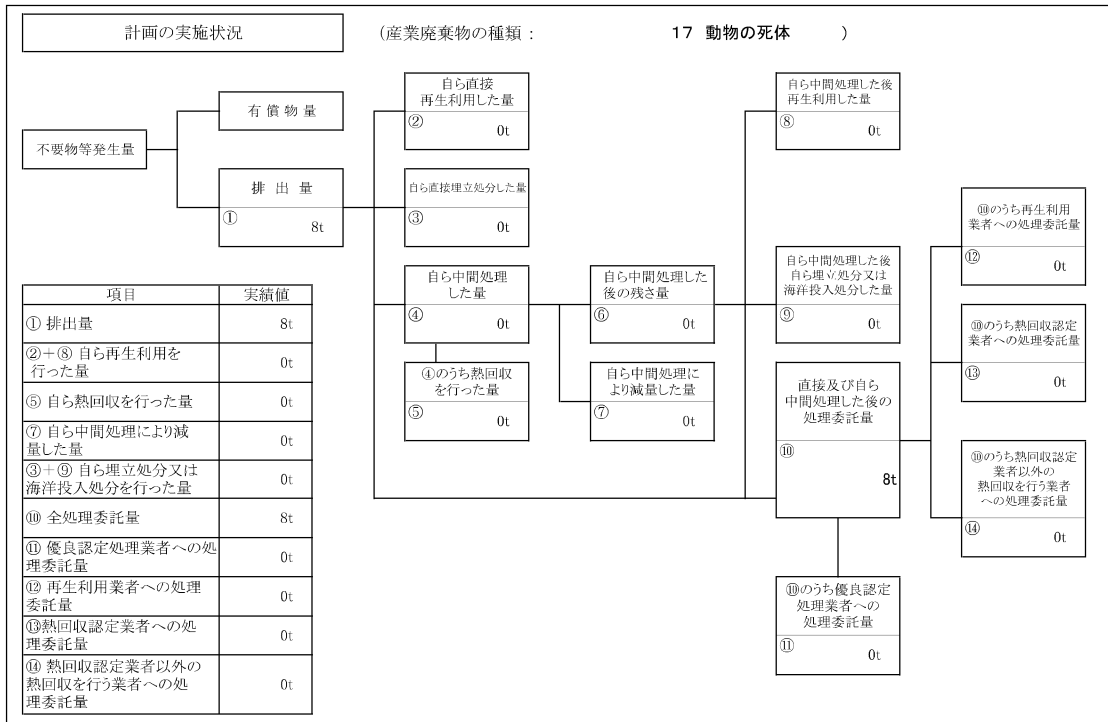 計画の実施状況
(産業廃棄物の種類： 17 動物の死体 )
不要物等発生量
有償物量
排出量
①
8t
自ら直接
再生利用した量
②
0t
自ら直接埋立処分した量
③
0t
自ら中間処理
した量
④
0t
④のうち熱回収
を行った量
⑤
0t
自ら中間処理した
後の残さ量
⑥
0t
自ら中間処理に
より減量した量
⑦
0t
自ら中間処理した後
再生利用した量
⑧
0t
自ら中間処理した後
自ら埋立処分又は
海洋投入処分した量
⑨
0t
直接及び自ら
中間処理した後の
処理委託量
⑩
8t
⑩のうち優良認定
処理業者への
処理委託量
⑪
0t
⑩のうち再生利用
業者への処理委託量
⑫
0t
⑩のうち熱回収認定
業者への処理委託量
⑬
0t
⑩のうち熱回収認定
業者以外の
熱回収を行う業者
への処理委託量
⑭
0t
項目 実績値
① 排出量 8t
②＋⑧ 自ら再生利用を
行った量 0t
⑤ 自ら熱回収を行った量 0t
⑦ 自ら中間処理により減
量した量 0t
③＋⑨ 自ら埋立処分又は
海洋投入処分を行った量 0t
⑩ 全処理委託量 8t
⑪ 優良認定処理業者への処
理委託量 0t
⑫ 再生利用業者への処理
委託量 0t
⑬熱回収認定業者への処
理委託量 0t
⑭ 熱回収認定業者以外の
熱回収を行う業者への処
理委託量 0t